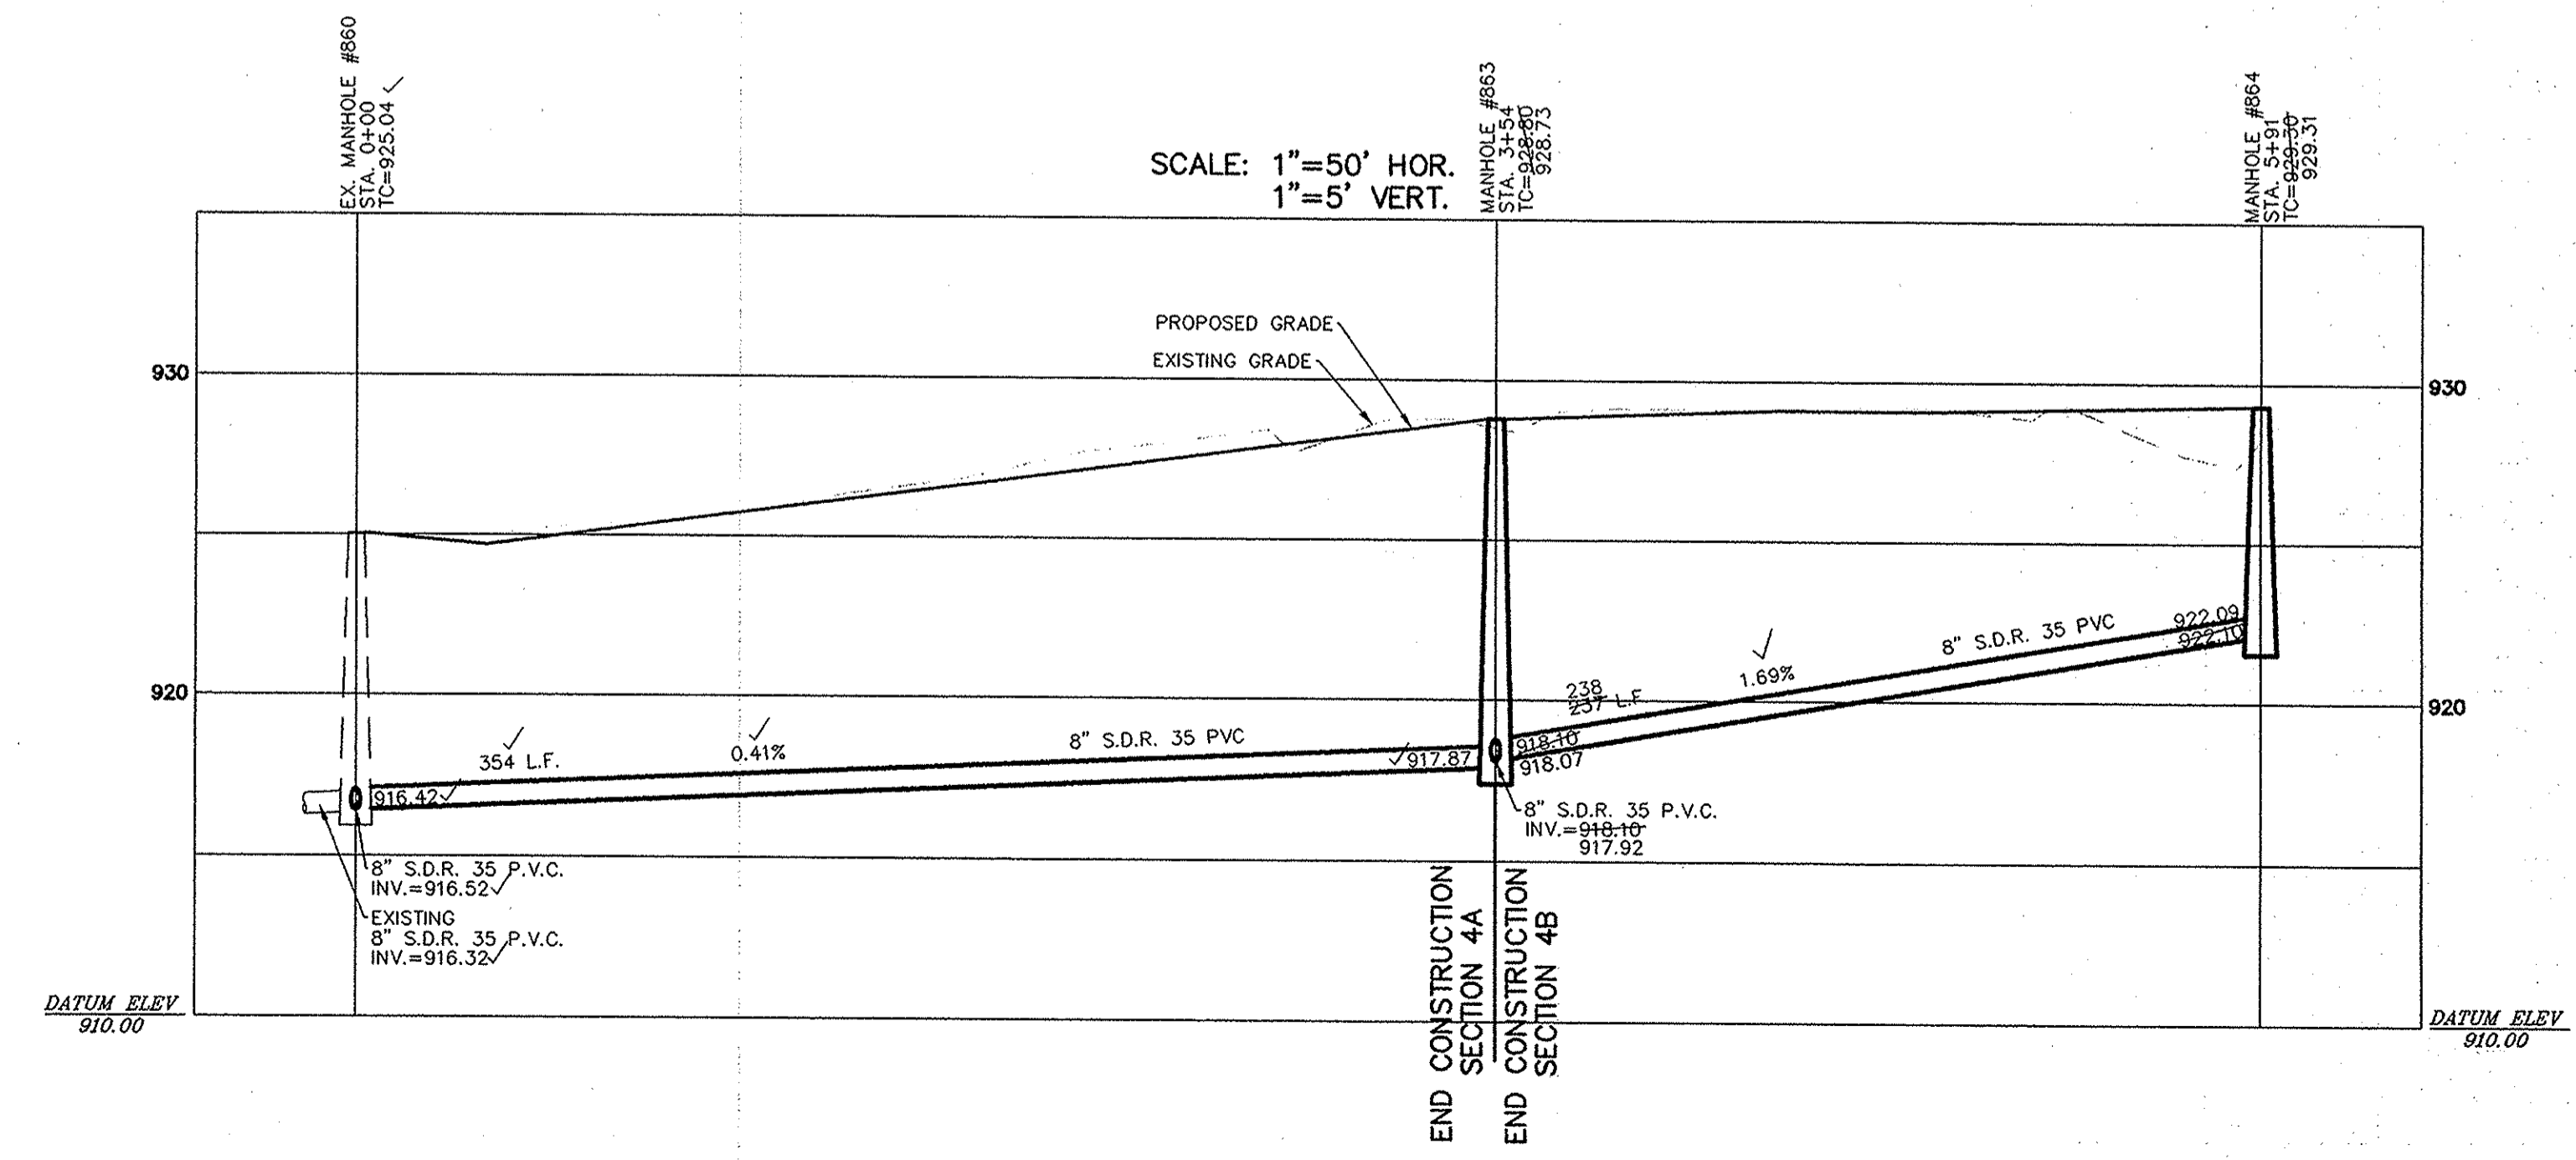 EX. MANHOLE #860
STA. 0+00
TC=925.04 ✓
SCALE: 1"=50' HOR.
1"=5' VERT.
MANHOLE #863
STA. 3+54
TC=928.80
928.73
MANHOLE #864
STA. 5+91
TC=929.30
929.31
PROPOSED GRADE
EXISTING GRADE
930
930
920
920
354 L.F. ✓
0.41% ✓
8" S.D.R. 35 PVC
✓917.87
916.42✓
918.10
918.07
238
237 L.F.
1.69% ✓
8" S.D.R. 35 PVC
922.09
922.10
8" S.D.R. 35 P.V.C.
INV.=918.10
917.92
8" S.D.R. 35 P.V.C.
INV.=916.52✓
EXISTING
8" S.D.R. 35 P.V.C.
INV.=916.32✓
END CONSTRUCTION
SECTION 4A
END CONSTRUCTION
SECTION 4B
DATUM ELEV
910.00
DATUM ELEV
910.00